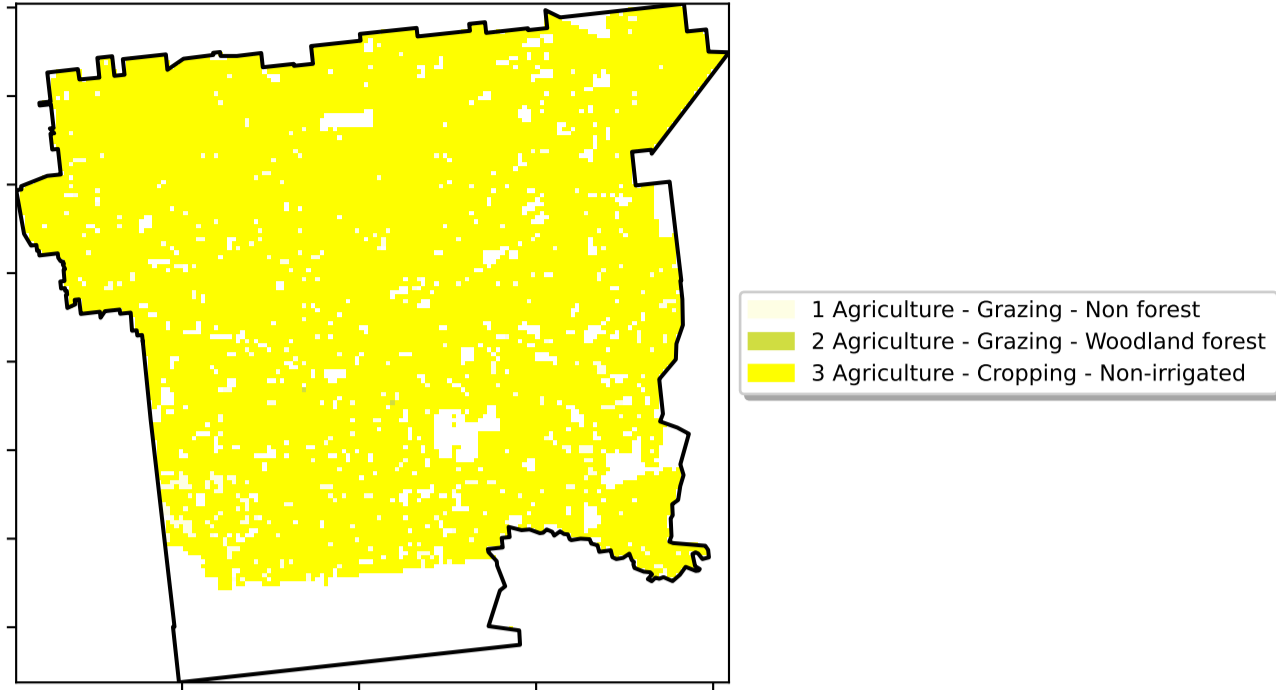 1 Agriculture - Grazing - Non forest
2 Agriculture - Grazing - Woodland forest
3 Agriculture - Cropping - Non-irrigated